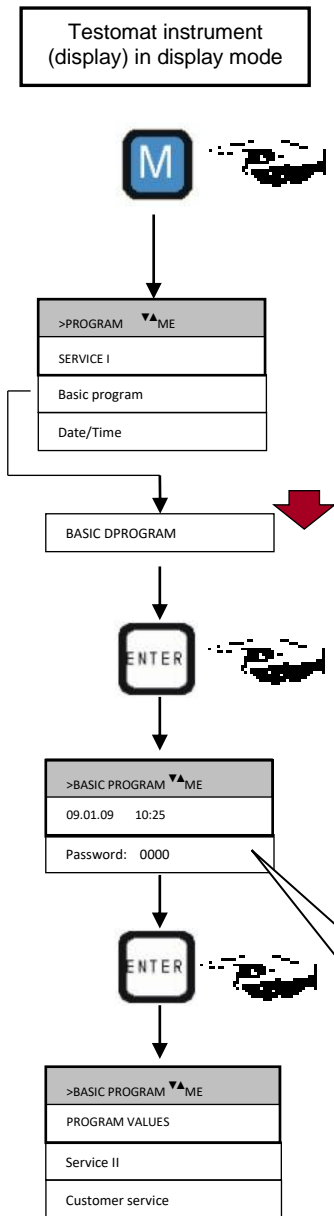 Testomat instrument
(display) in display mode
M
>PROGRAM ▼▲ME
SERVICE I
Basic program
Date/Time
BASIC DPROGRAM
ENTER
>BASIC PROGRAM ▼▲ME
09.01.09 10:25
Password: 0000
ENTER
>BASIC PROGRAM ▼▲ME
PROGRAM VALUES
Service II
Customer service